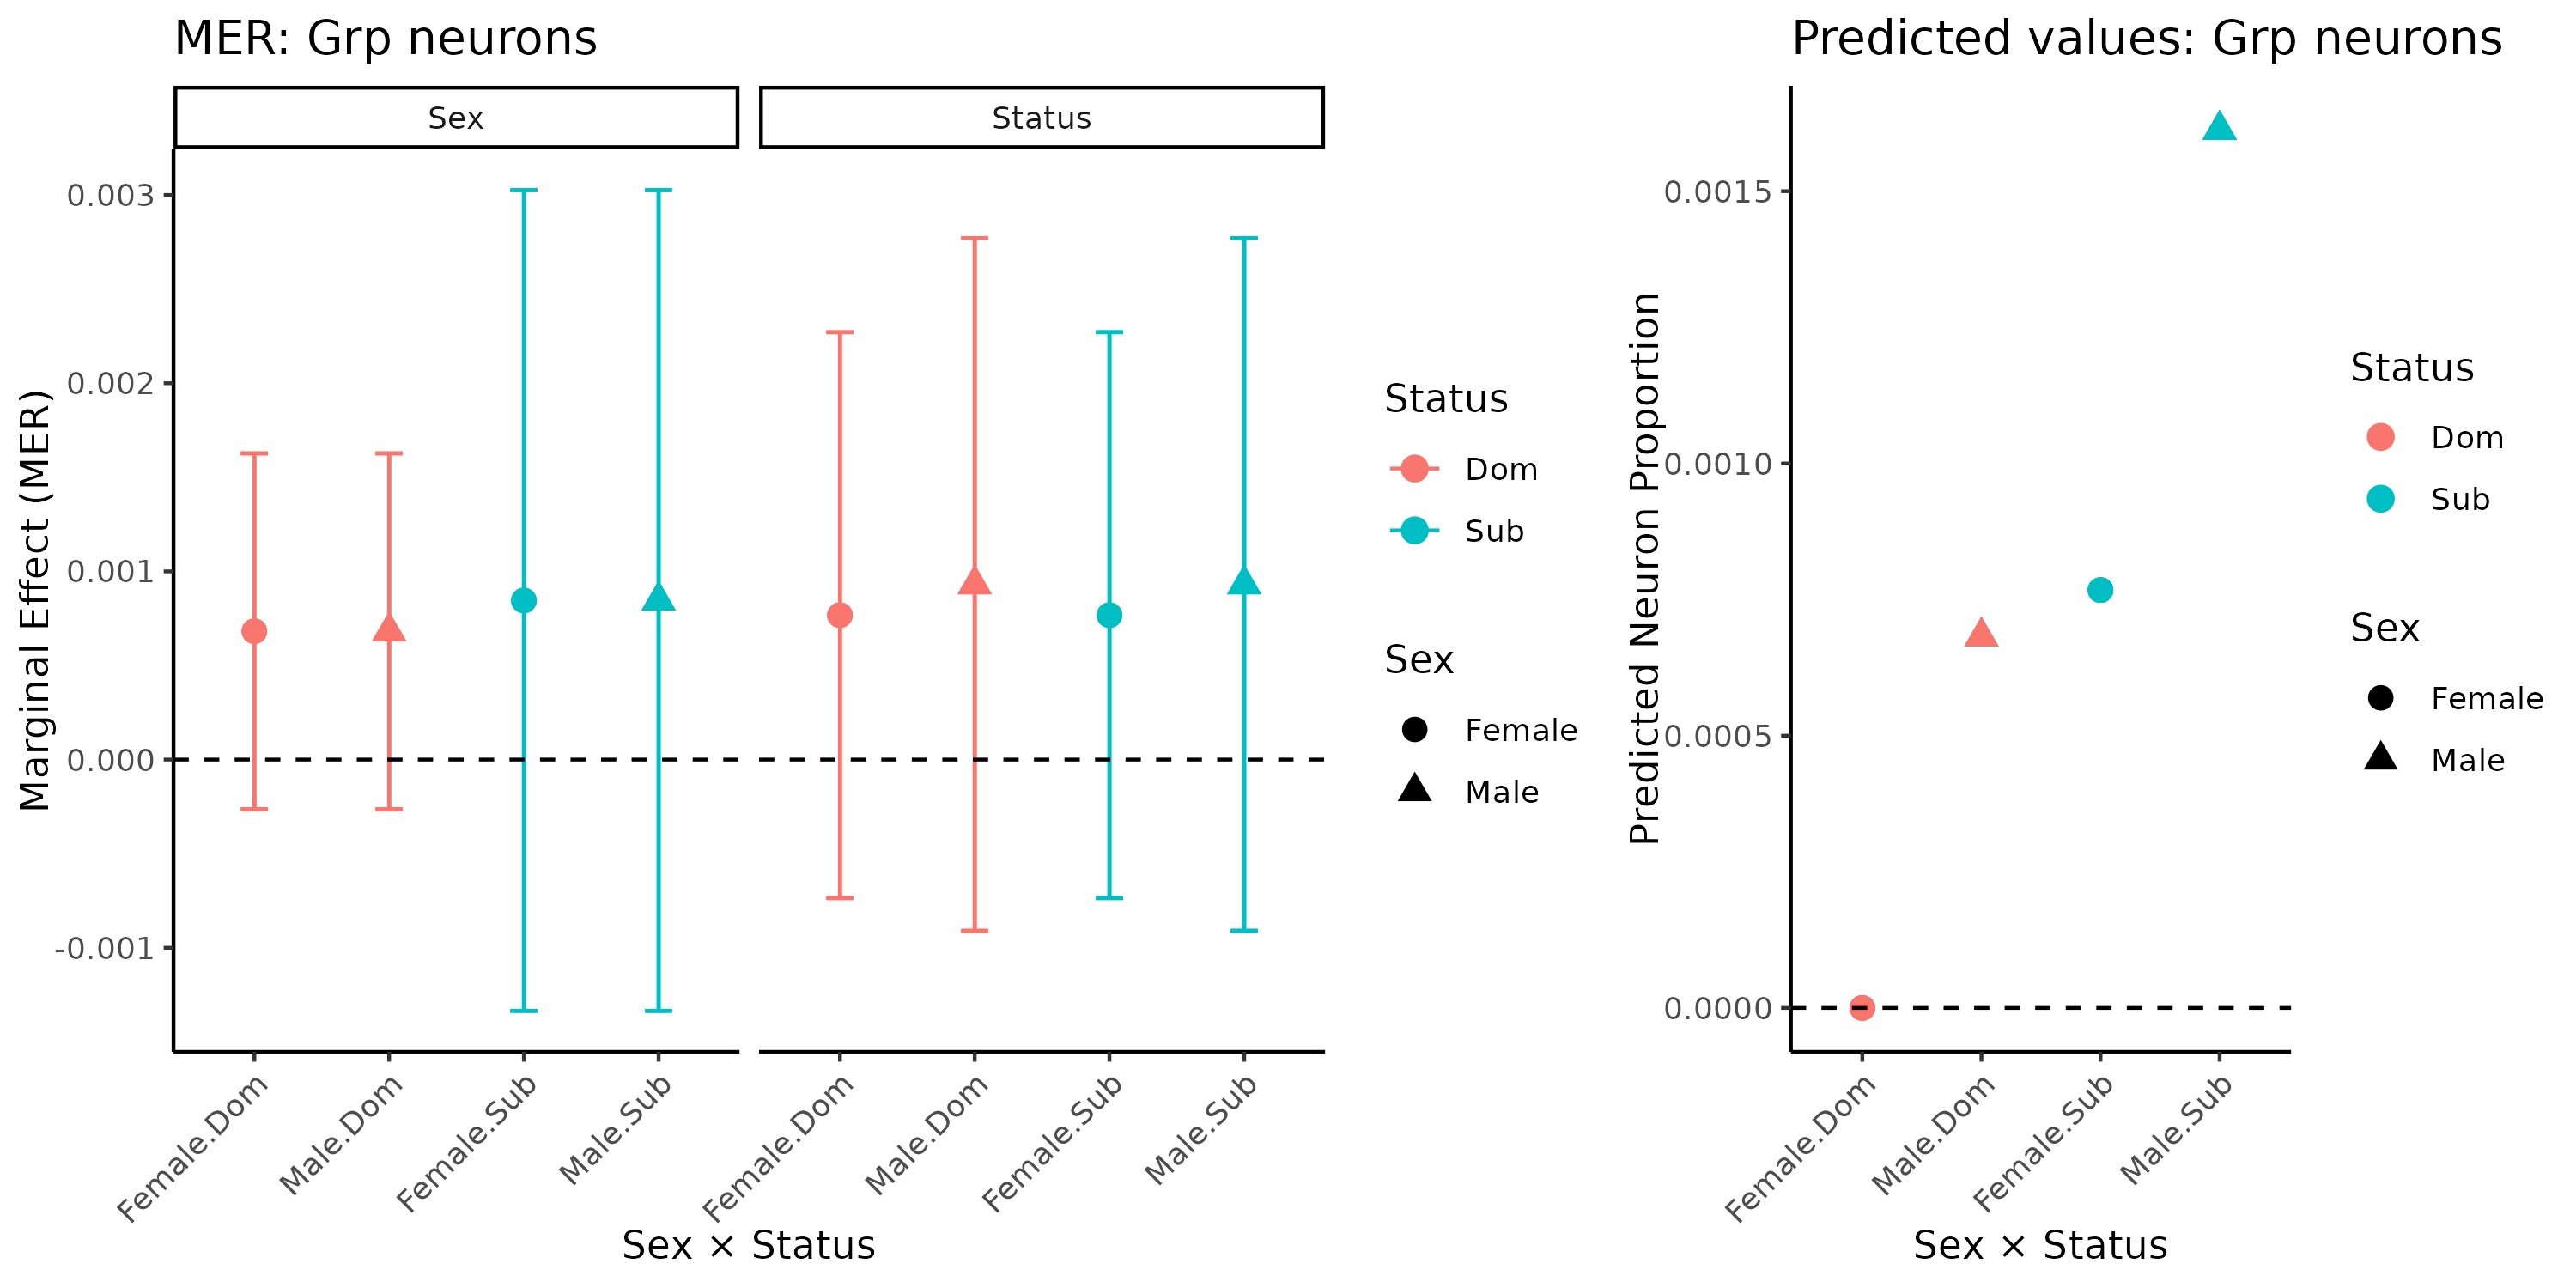 MER: Grp neurons
Sex
Status
Marginal Effect (MER)
0.003
0.002
0.001
0.000
-0.001
Female.Dom
Male.Dom
Female.Sub
Male.Sub
Female.Dom
Male.Dom
Female.Sub
Male.Sub
Sex × Status
Status
Dom
Sub
Sex
Female
Male
Predicted values: Grp neurons
Predicted Neuron Proportion
0.0015
0.0010
0.0005
0.0000
Female.Dom
Male.Dom
Female.Sub
Male.Sub
Sex × Status
Status
Dom
Sub
Sex
Female
Male